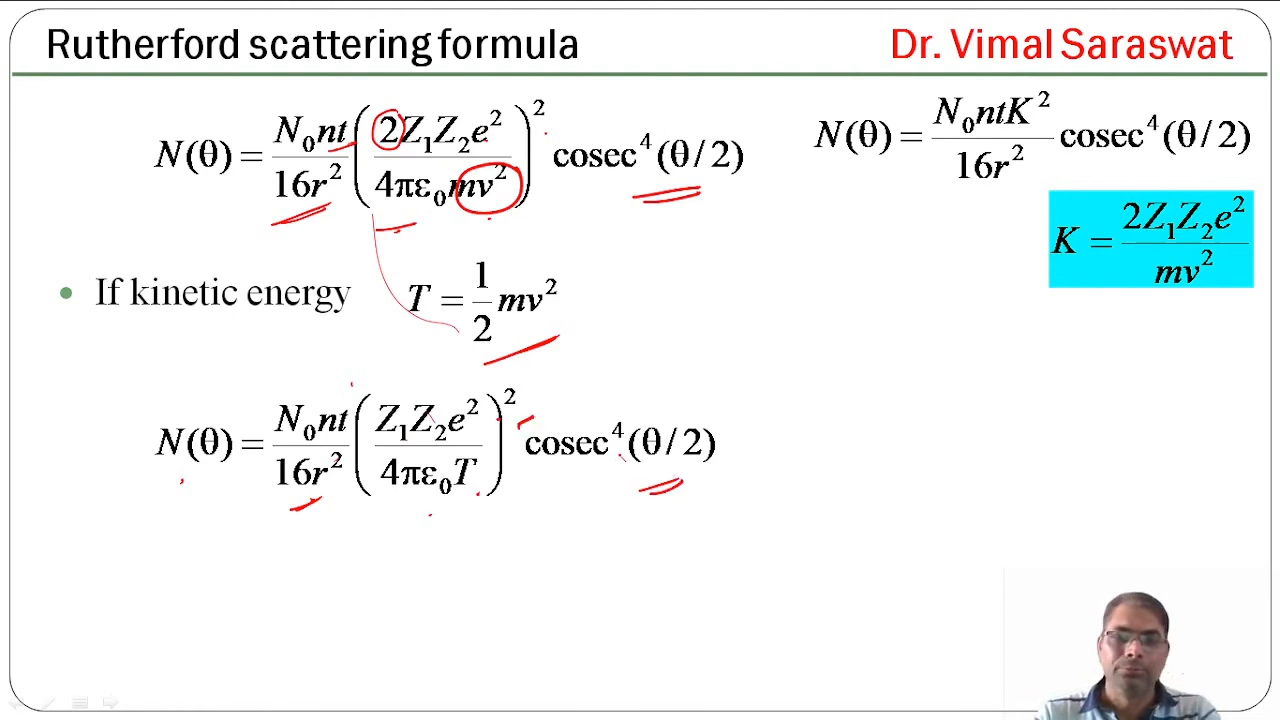 Rutherford scattering formula
Dr. Vimal Saraswat
N(θ) = N₀nt / 16r² (2Z₁Z₂e² / 4πε₀mv²)² cosec⁴(θ/2)
N(θ) = N₀ntK² / 16r² cosec⁴(θ/2)
K = 2Z₁Z₂e² / mv²
• If kinetic energy T = 1/2 mv²
N(θ) = N₀nt / 16r² (Z₁Z₂e² / 4πε₀T)² cosec⁴(θ/2)